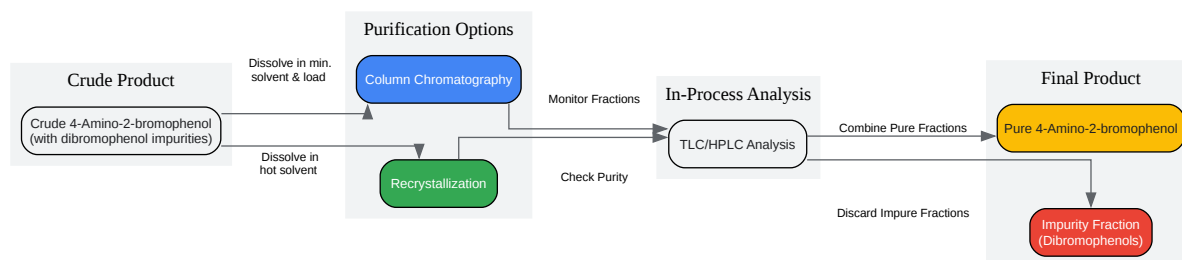 Crude Product
Crude 4-Amino-2-bromophenol
(with dibromophenol impurities)
Dissolve in min.
solvent & load
Dissolve in
hot solvent
Purification Options
Column Chromatography
Recrystallization
Monitor Fractions
Check Purity
In-Process Analysis
TLC/HPLC Analysis
Combine Pure Fractions
Discard Impure Fractions
Final Product
Pure 4-Amino-2-bromophenol
Impurity Fraction
(Dibromophenols)